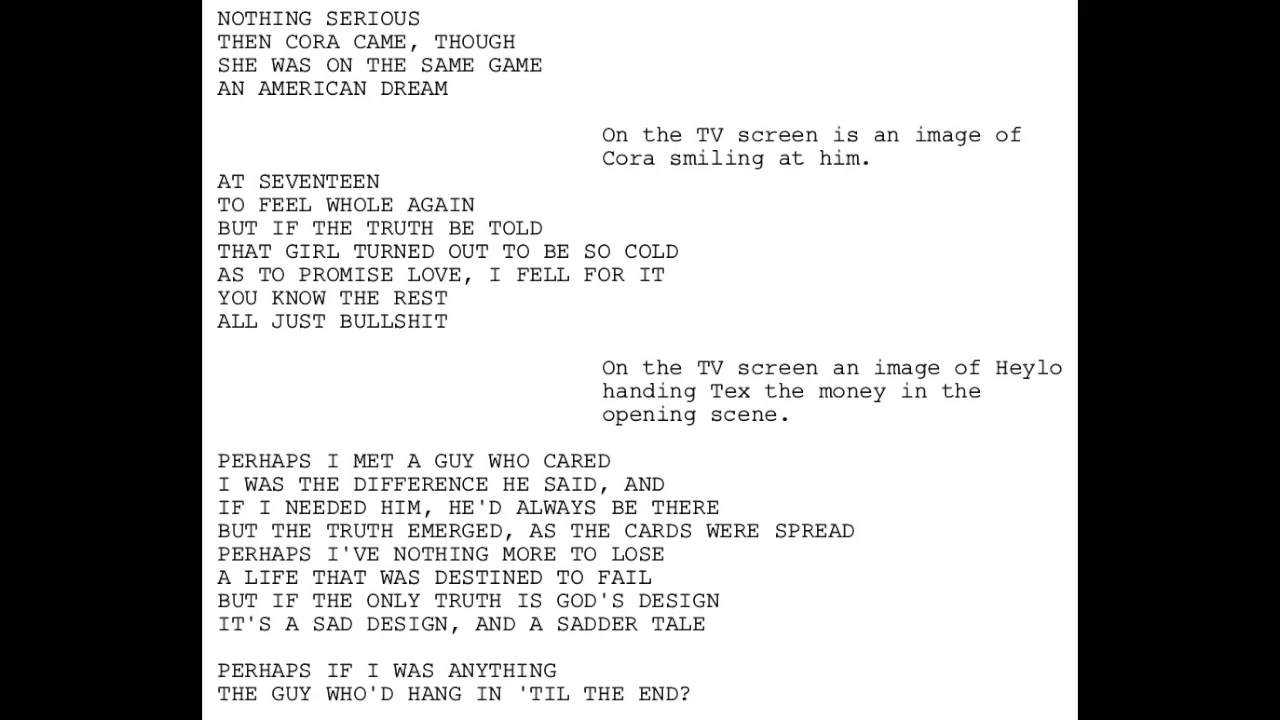 NOTHING SERIOUS
THEN CORA CAME, THOUGH
SHE WAS ON THE SAME GAME
AN AMERICAN DREAM
On the TV screen is an image of
Cora smiling at him.
AT SEVENTEEN
TO FEEL WHOLE AGAIN
BUT IF THE TRUTH BE TOLD
THAT GIRL TURNED OUT TO BE SO COLD
AS TO PROMISE LOVE, I FELL FOR IT
YOU KNOW THE REST
ALL JUST BULLSHIT
On the TV screen an image of Heylo
handing Tex the money in the
opening scene.
PERHAPS I MET A GUY WHO CARED
I WAS THE DIFFERENCE HE SAID, AND
IF I NEEDED HIM, HE'D ALWAYS BE THERE
BUT THE TRUTH EMERGED, AS THE CARDS WERE SPREAD
PERHAPS I'VE NOTHING MORE TO LOSE
A LIFE THAT WAS DESTINED TO FAIL
BUT IF THE ONLY TRUTH IS GOD'S DESIGN
IT'S A SAD DESIGN, AND A SADDER TALE
PERHAPS IF I WAS ANYTHING
THE GUY WHO'D HANG IN 'TIL THE END?